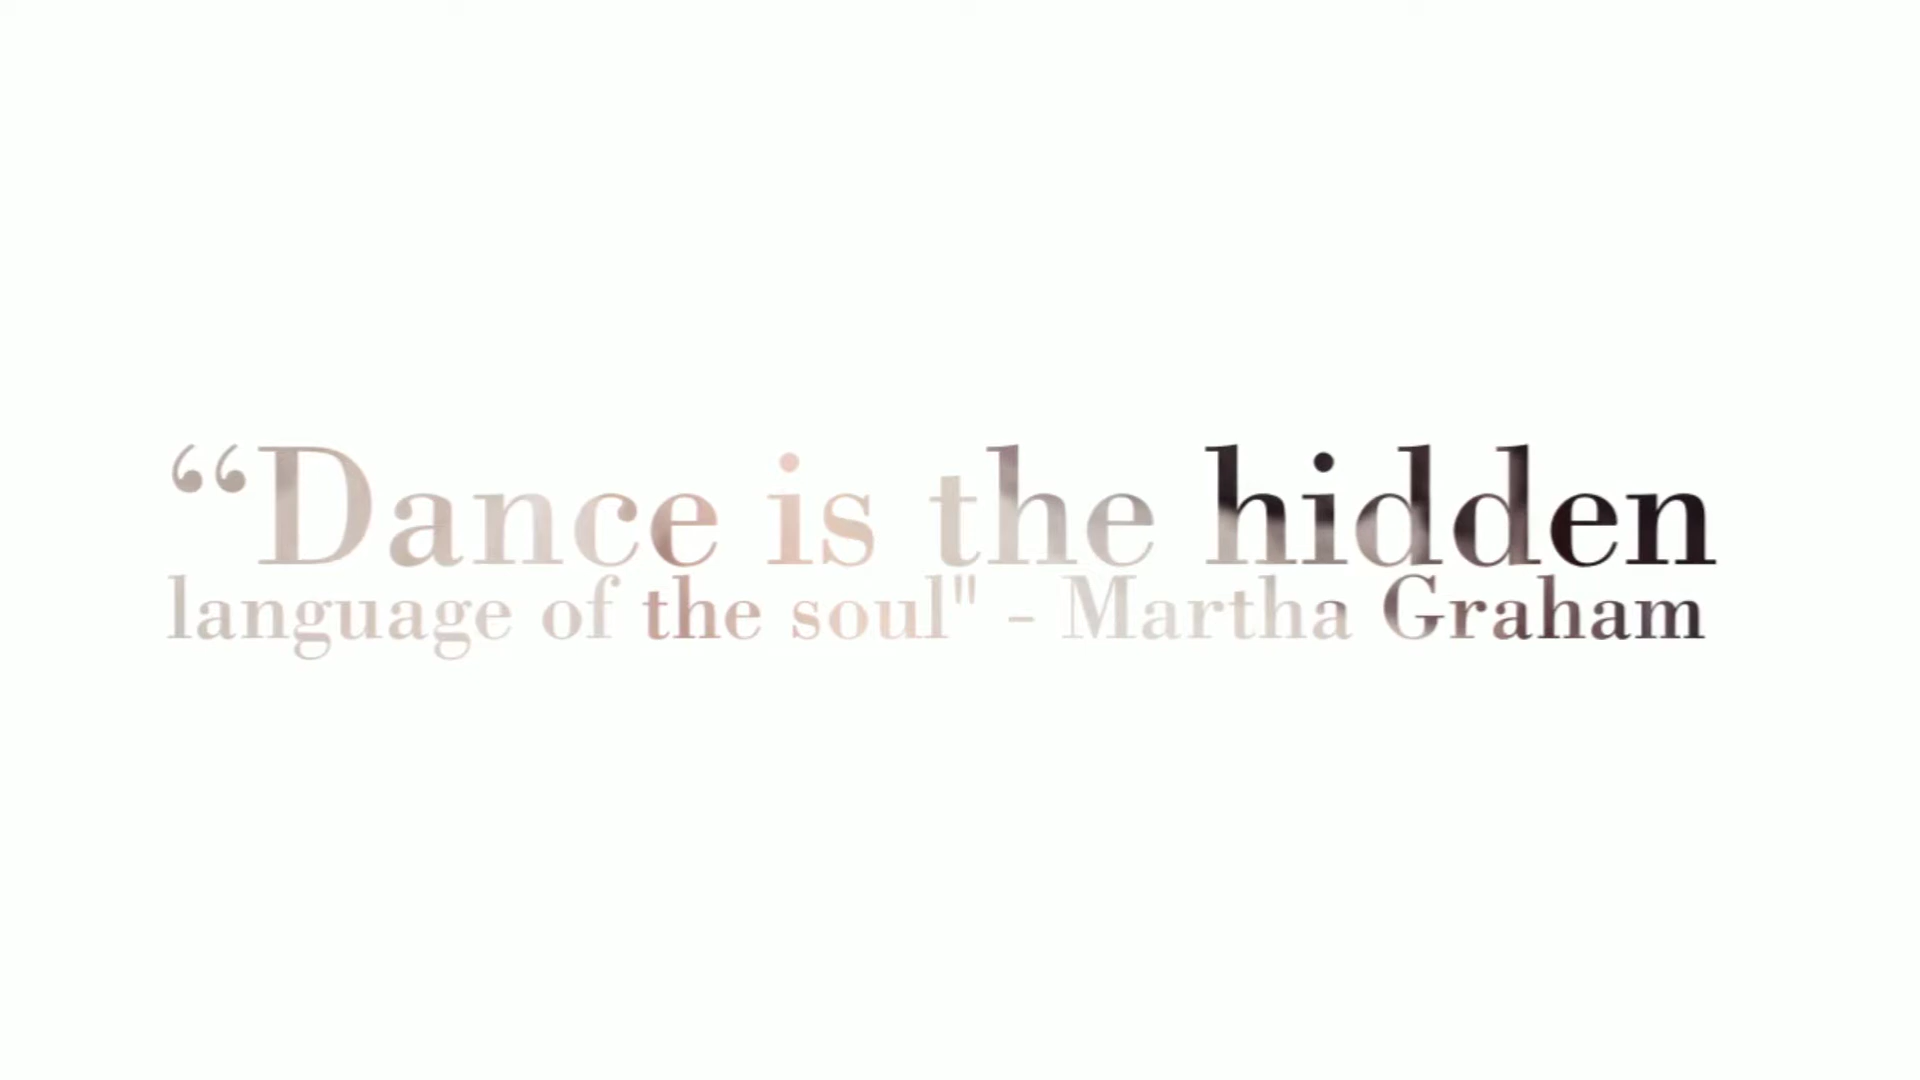 “Dance is the hidden
language of the soul" - Martha Graham